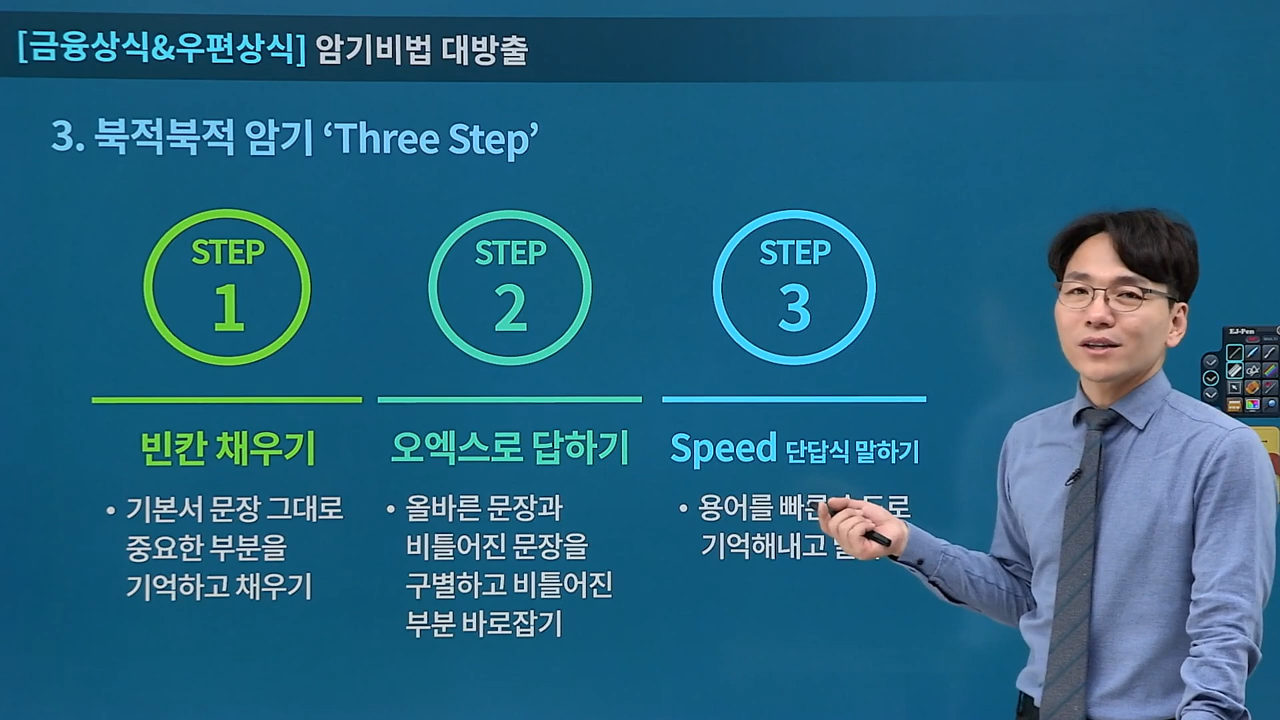 [금융상식&우편상식] 암기비법 대방출
3. 북적북적 암기 ‘Three Step’
STEP
1
STEP
2
STEP
3
빈칸 채우기
오엑스로 답하기
Speed 단답식 말하기
• 기본서 문장 그대로
중요한 부분을
기억하고 채우기
• 올바른 문장과
비틀어진 문장을
구별하고 비틀어진
부분 바로잡기
• 용어를 빠른
기억해내고
EJ-Pen